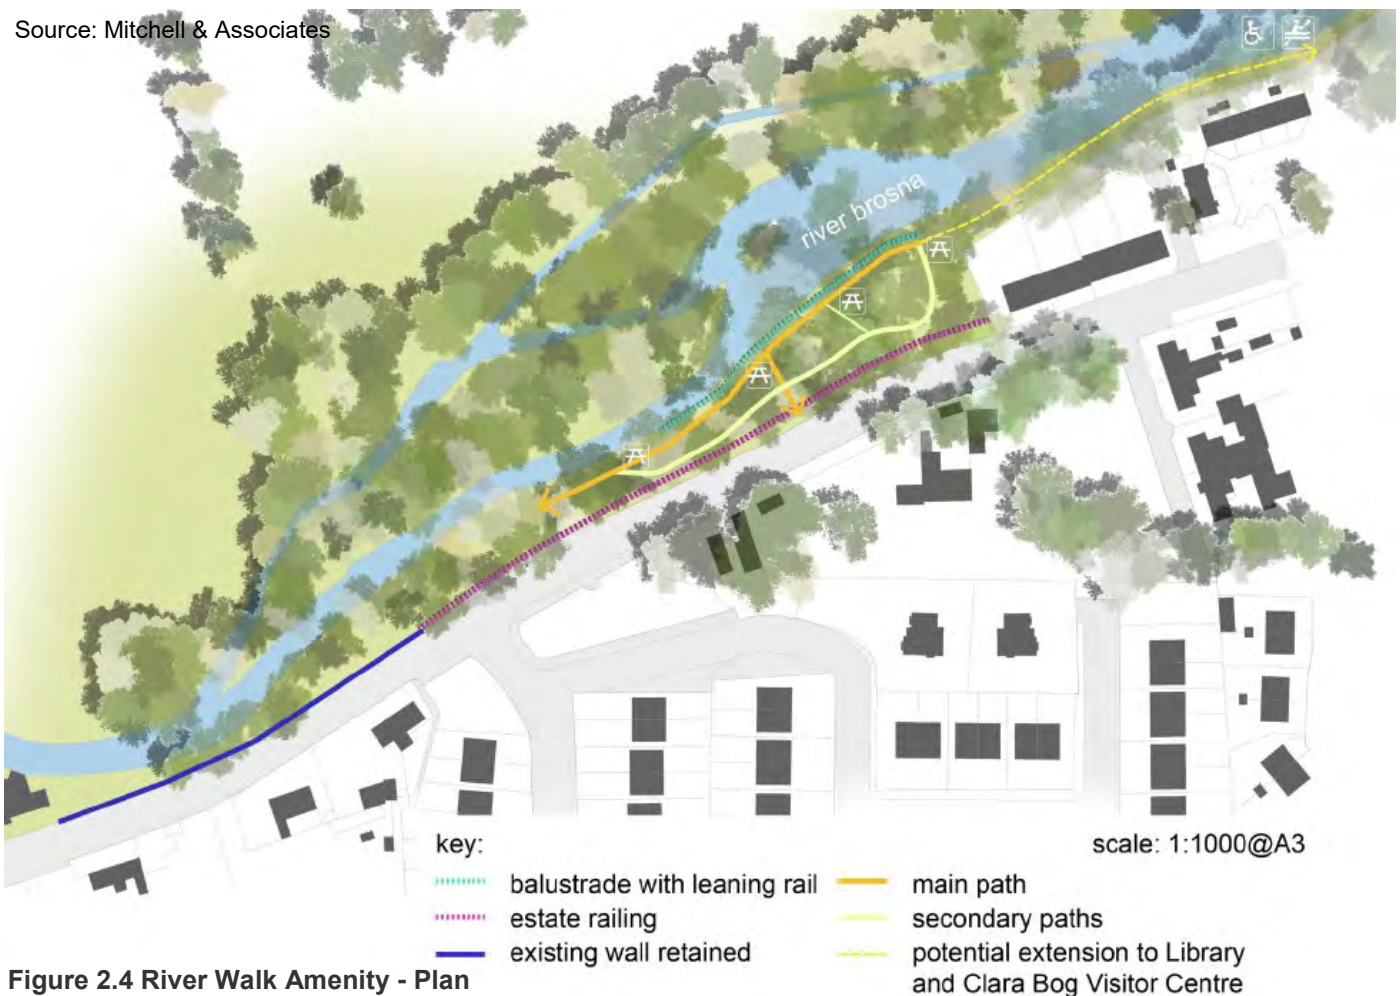 Source: Mitchell & Associates
river brosna
key:
scale: 1:1000@A3
balustrade with leaning rail
estate railing
existing wall retained
main path
secondary paths
potential extension to Library
and Clara Bog Visitor Centre
Figure 2.4 River Walk Amenity - Plan